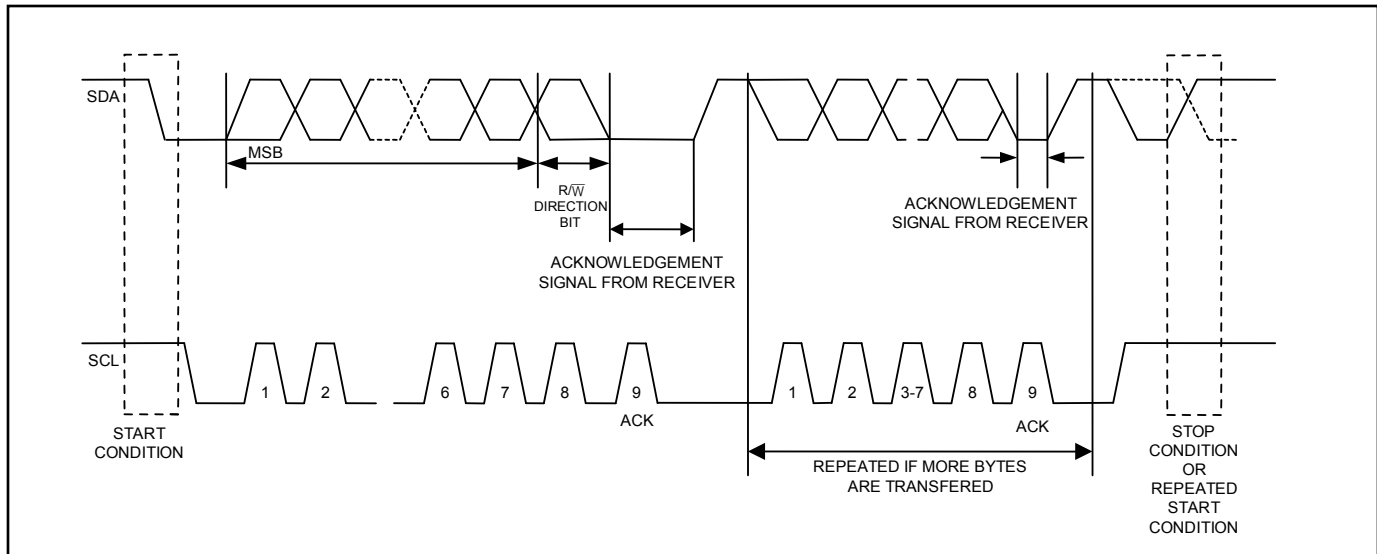 SDA
MSB
R/W̅
DIRECTION
BIT
ACKNOWLEDGEMENT
SIGNAL FROM RECEIVER
ACKNOWLEDGEMENT
SIGNAL FROM RECEIVER
SCL
1 2 6 7 8 9 1 2 3-7 8 9
ACK ACK
START
CONDITION
REPEATED IF MORE BYTES
ARE TRANSFERED
STOP
CONDITION
OR
REPEATED
START
CONDITION